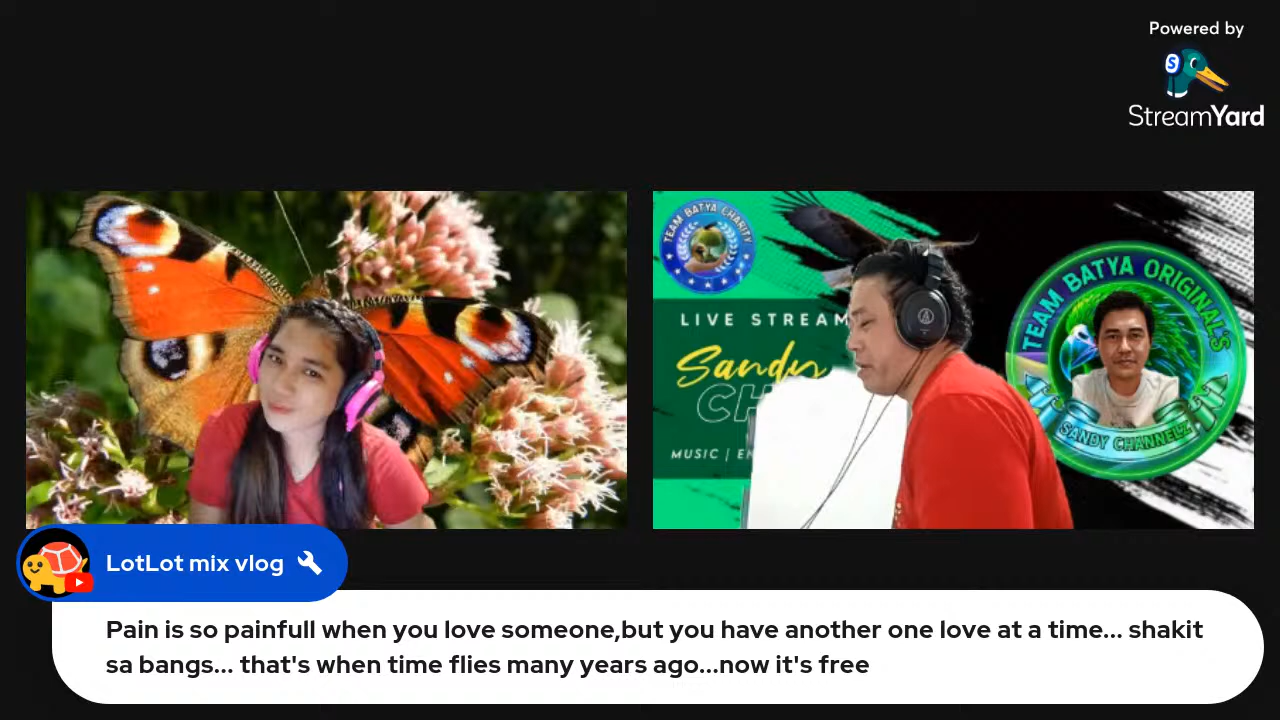 Powered by
S
StreamYard
TEAM BATYA CHARITY
LIVE STREAM
Sandy
CH
MUSIC | EN
TEAM BATYA ORIGINALS
SANDY CHANNELZ
LotLot mix vlog
Pain is so painfull when you love someone,but you have another one love at a time... shakit
sa bangs... that's when time flies many years ago...now it's free